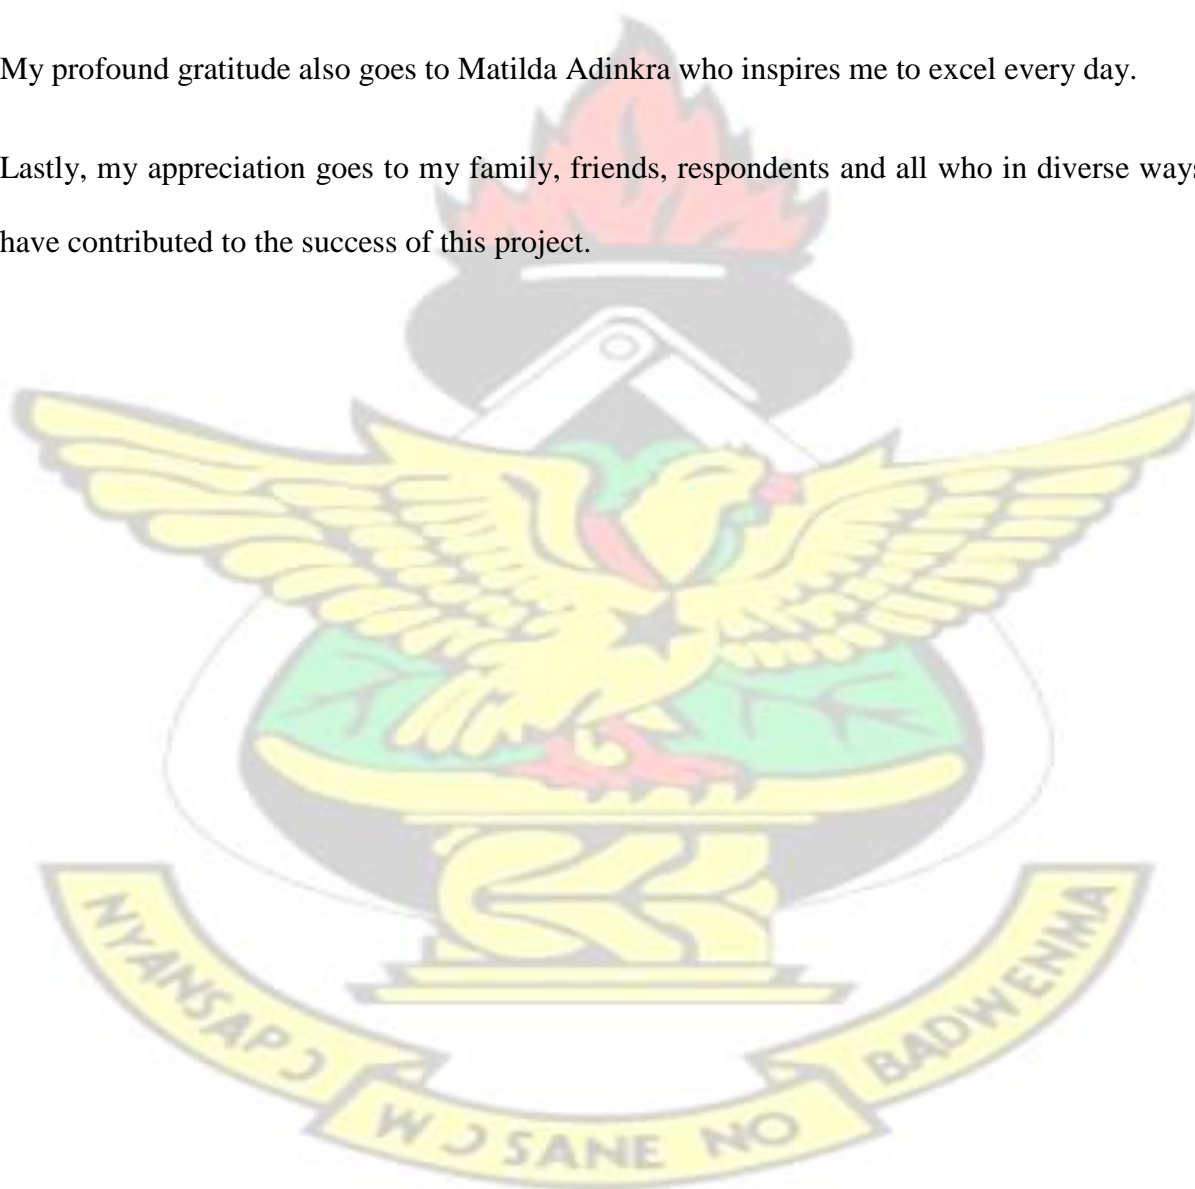 My profound gratitude also goes to Matilda Adinkra who inspires me to excel every day.
Lastly, my appreciation goes to my family, friends, respondents and all who in diverse ways
have contributed to the success of this project.
NYANSAPƆ
WƆSANE NO
BADWENMA